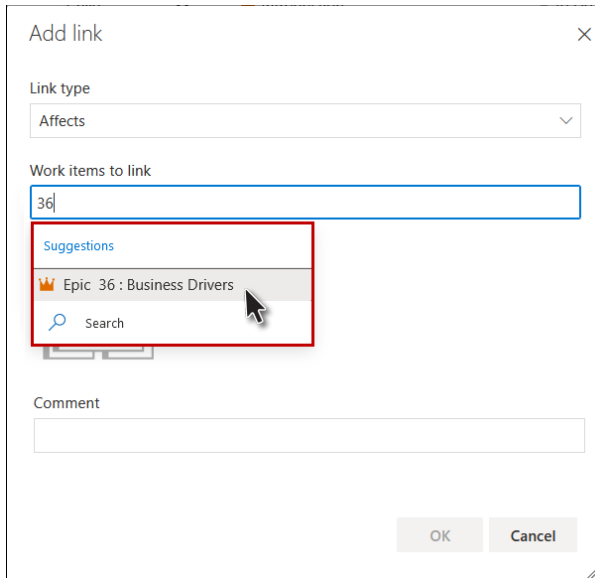 Add link
Link type
Affects
Work items to link
36
Suggestions
Epic 36 : Business Drivers
Search
Comment
OK Cancel